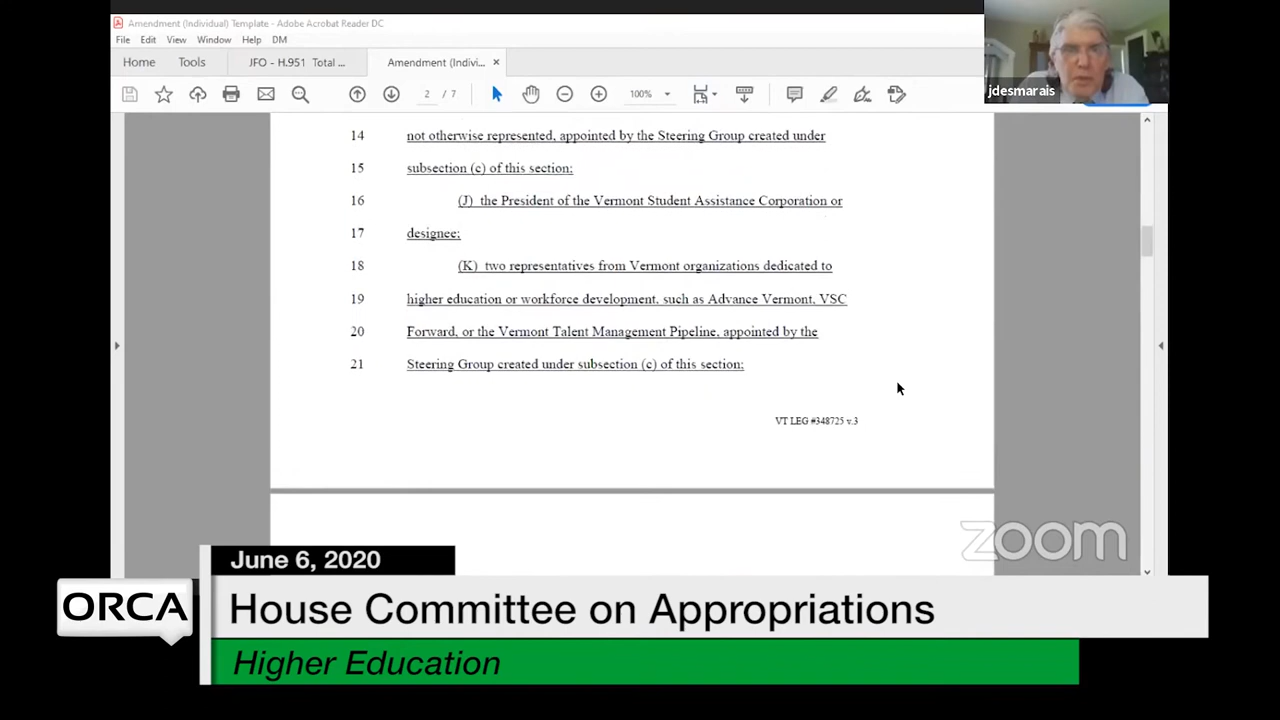 Amendment (Individual) Template - Adobe Acrobat Reader DC
File Edit View Window Help DM
Home Tools JFO - H.951 Total ... Amendment (Indivi... ×
2 / 7 100%
jdesmarais
14 not otherwise represented, appointed by the Steering Group created under
15 subsection (c) of this section;
16 (J) the President of the Vermont Student Assistance Corporation or
17 designee;
18 (K) two representatives from Vermont organizations dedicated to
19 higher education or workforce development, such as Advance Vermont, VSC
20 Forward, or the Vermont Talent Management Pipeline, appointed by the
21 Steering Group created under subsection (c) of this section;
VT LEG #348725 v.3
zoom
June 6, 2020
ORCA
House Committee on Appropriations
Higher Education